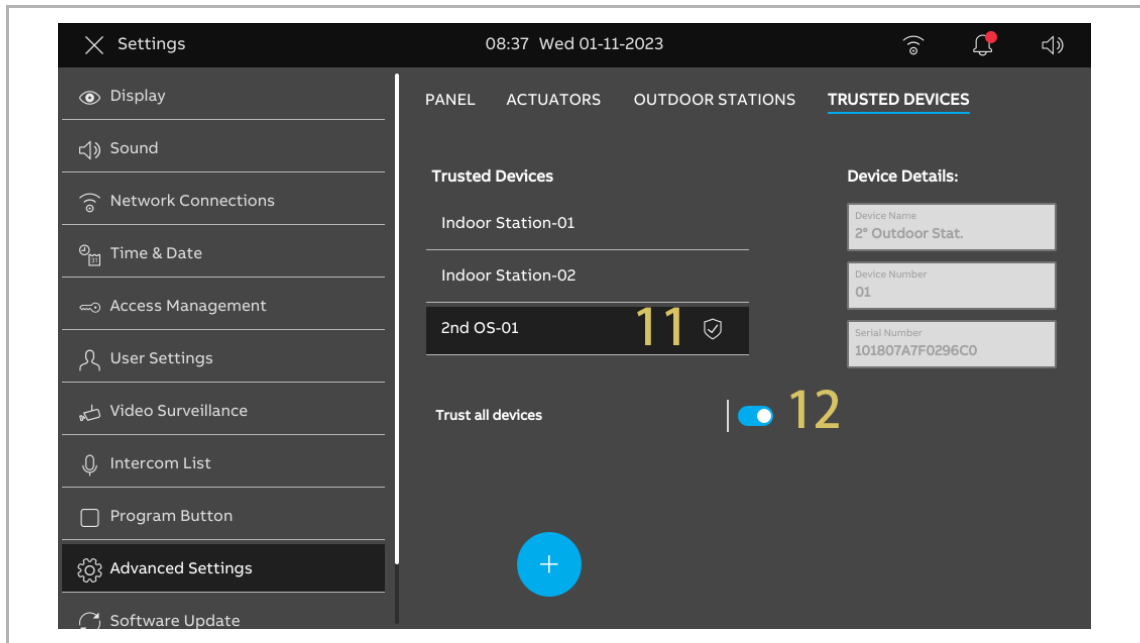 Settings
08:37 Wed 01-11-2023
Display
Sound
Network Connections
Time & Date
31
Access Management
User Settings
Video Surveillance
Intercom List
Program Button
Advanced Settings
Software Update
PANEL ACTUATORS OUTDOOR STATIONS TRUSTED DEVICES
Trusted Devices
Indoor Station-01
Indoor Station-02
2nd OS-01 11
Trust all devices 12
+
Device Details:
Device Name
2° Outdoor Stat.
Device Number
01
Serial Number
101807A7F0296C0